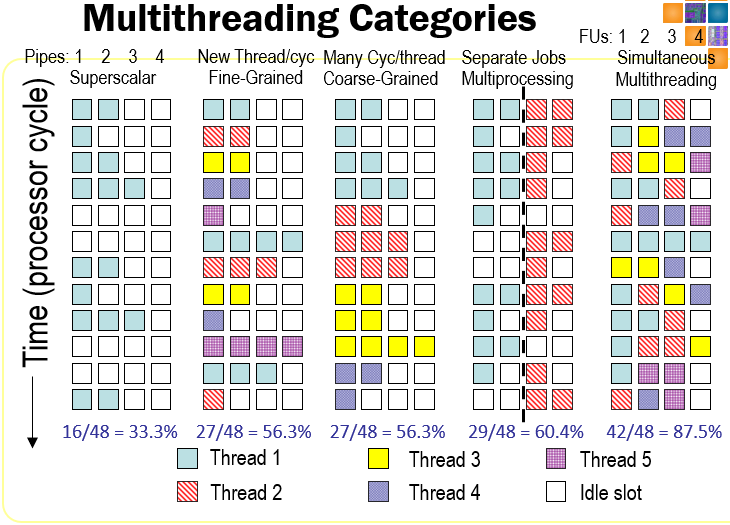 Multithreading Categories
FUs: 1 2 3 4
Pipes: 1 2 3 4
Superscalar
New Thread/cyc
Fine-Grained
Many Cyc/thread
Coarse-Grained
Separate Jobs
Multiprocessing
Simultaneous
Multithreading
Time (processor cycle)
16/48 = 33.3%
27/48 = 56.3%
27/48 = 56.3%
29/48 = 60.4%
42/48 = 87.5%
Thread 1
Thread 3
Thread 5
Thread 2
Thread 4
Idle slot